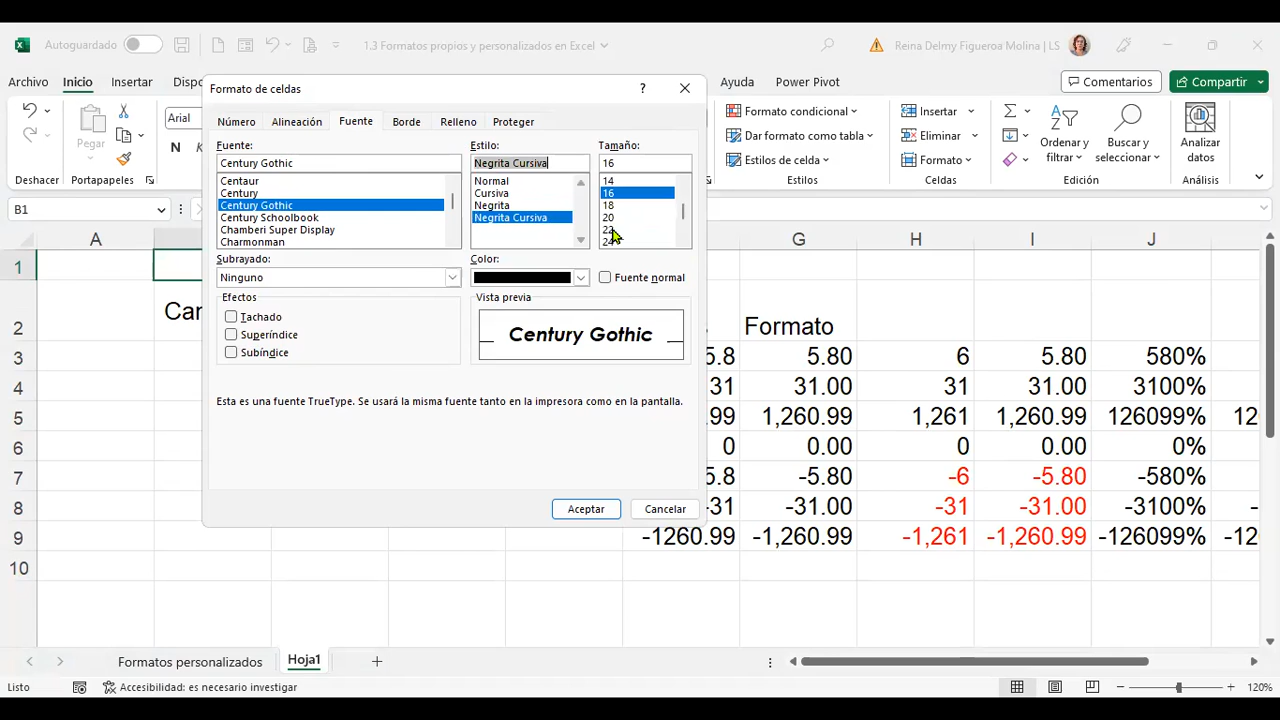 Autoguardado
1.3 Formatos propios y personalizados en Excel
Reina Delmy Figueroa Molina | LS
Archivo Inicio Insertar Ayuda Power Pivot
Comentarios Compartir
Deshacer
Pegar
Portapapeles
Arial
N
Formato condicional
Dar formato como tabla
Estilos de celda
Estilos
Insertar
Eliminar
Formato
Celdas
Ordenar y filtrar
Buscar y seleccionar
Edición
Analizar datos
Análisis
Formato de celdas
?
Número Alineación Fuente Borde Relleno Proteger
Fuente:
Century Gothic
Centaur
Century
Century Gothic
Century Schoolbook
Chamberi Super Display
Charmonman
Estilo:
Negrita Cursiva
Normal
Cursiva
Negrita
Negrita Cursiva
Tamaño:
16
14
16
18
20
22
24
Subrayado:
Ninguno
Color:
Fuente normal
Efectos
Tachado
Superíndice
Subíndice
Vista previa
Century Gothic
Esta es una fuente TrueType. Se usará la misma fuente tanto en la impresora como en la pantalla.
Aceptar Cancelar
B1
A G H I J
1
2 Formato
3 5.80 6 5.80 580%
4 31 31.00 31 31.00 3100%
5 1,260.99 1,261 1,260.99 126099%
6 0 0.00 0 0.00 0%
7 -5.80 -6 -5.80 -580%
8 -31.00 -31 -31.00 -3100%
9 -1260.99 -1,260.99 -1,261 -1,260.99 -126099%
10
Formatos personalizados Hoja1
Listo Accesibilidad: es necesario investigar 120%